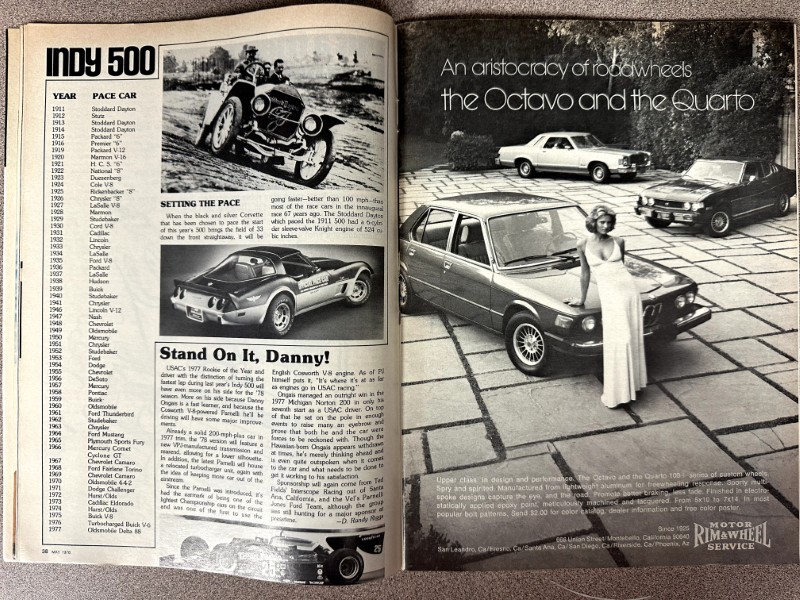 INDY 500
YEAR PACE CAR
1911 Stoddard Dayton
1912 Stutz
1913 Stoddard Dayton
1914 Stoddard Dayton
1915 Packard "6"
1916 Premier "6"
1919 Packard V-12
1920 Marmon V-16
1921 H. C. S. "6"
1922 National "8"
1923 Duesenberg
1924 Cole V-8
1925 Rickenbacker "8"
1926 Chrysler "8"
1927 LaSalle V-8
1928 Marmon
1929 Studebaker
1930 Cord V-8
1931 Cadillac
1932 Lincoln
1933 Chrysler
1934 LaSalle
1935 Ford V-8
1936 Packard
1937 LaSalle
1938 Hudson
1939 Buick
1940 Studebaker
1941 Chrysler
1946 Lincoln V-12
1947 Nash
1948 Chevrolet
1949 Oldsmobile
1950 Mercury
1951 Chrysler
1952 Studebaker
1953 Ford
1954 Dodge
1955 Chevrolet
1956 DeSoto
1957 Mercury
1958 Pontiac
1959 Buick
1960 Oldsmobile
1961 Ford Thunderbird
1962 Studebaker
1963 Chrysler
1964 Ford Mustang
1965 Plymouth Sports Fury
1966 Mercury Comet
Cyclone GT
1967 Chevrolet Camaro
1968 Ford Fairlane Torino
1969 Chevrolet Camaro
1970 Oldsmobile 4-4-2
1971 Dodge Challenger
1972 Hurst/Olds
1973 Cadillac Eldorado
1974 Hurst/Olds
1975 Buick V-8
1976 Turbocharged Buick V-6
1977 Oldsmobile Delta 88
SETTING THE PACE
When the black and silver Corvette
that has been chosen to pace the start
of this year's 500 brings the field of 33
down the front straightaway, it will be
going faster—better than 100 mph—than
most of the race cars in the inaugural
race 67 years ago. The Stoddard Dayton
which paced the 1911 500 had a 6-cylin-
der sleeve-valve Knight engine of 524 cu-
bic inches.
Stand On It, Danny!
USAC's 1977 Rookie of the Year and
driver with the distinction of turning the
fastest lap during last year's Indy 500 will
have even more on his side for the '78
season. More on his side because Danny
Ongais is a fast learner, and because the
Cosworth V-8-powered Parnelli he'll be
driving will have some major improve-
ments.
Already a solid 200-mph-plus car in
1977 trim, the '78 version will feature a
new VPJ-manufactured transmission and
rearend, allowing for a lower silhouette.
In addition, the latest Parnelli will house
a relocated turbocharger unit, again with
the idea of keeping more car out of the
airstream.
Since the Parnelli was introduced, it's
had the earmark of being one of the
lightest Championship cars on the circuit
and was one of the first to use the
English Cosworth V-8 engine. As of PJ
himself puts it, "It's where it's at as far
as engines go in USAC racing."
Ongais managed an outright win in the
1977 Michigan Norton 200 in only his
seventh start as a USAC driver. On top
of that he sat on the pole in enough
events to raise many an eyebrow and
prove that both he and the car were
forces to be reckoned with. Though the
Hawaiian-born Ongais appears withdrawn
at times, he's merely thinking ahead and
is even quite outspoken when it comes
to the car and what needs to be done to
get it working to his satisfaction.
Sponsorship will again come from Ted
Fields' Interscope Racing out of Santa
Ana, California, and the Vel's Parnelli
Jones Ford Team, although the group
was still hunting for a major sponsor at
presstime.
—D. Randy Riggs
25
25
36 MAY 1978
An aristocracy of roadwheels
the Octavo and the Quarto
Upper class. In design and performance. The Octavo and the Quarto 100-L series of custom wheels.
Spry and sprited. Manufactured from lightweight aluminum for freewheeling response. Sporty multi-
spoke designs capture the eye, and the road. Promote sense braking, less fade. Finished in electro-
statically applied epoxy paint, meticulously machined and lacquered. From 5x10 to 7x14. In most
popular bolt patterns. Send $2.00 for color catalog, dealer information and free color poster.
Since 1925
MOTOR
RIM & WHEEL
SERVICE
666 Union Street/ Montebello, California 90640
San Leandro, Ca/Fresno, Ca/Santa Ana, Ca/San Diego, Ca/Riverside, Ca/Phoenix, Az